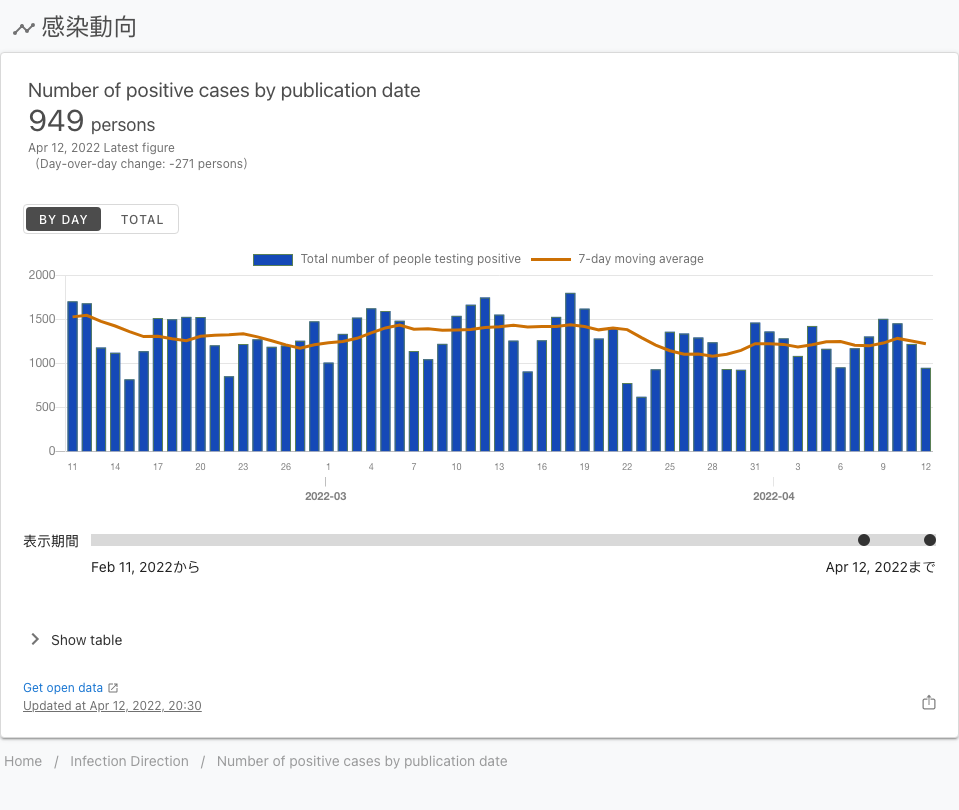 感染動向
Number of positive cases by publication date
949 persons
Apr 12, 2022 Latest figure
（Day-over-day change: -271 persons）
BY DAY TOTAL
Total number of people testing positive 7-day moving average
2000
1500
1000
500
0
11 14 17 20 23 26 1 4 7 10 13 16 19 22 25 28 31 3 6 9 12
2022-03 2022-04
表示期間
Feb 11, 2022から Apr 12, 2022まで
Show table
Get open data
Updated at Apr 12, 2022, 20:30
Home / Infection Direction / Number of positive cases by publication date